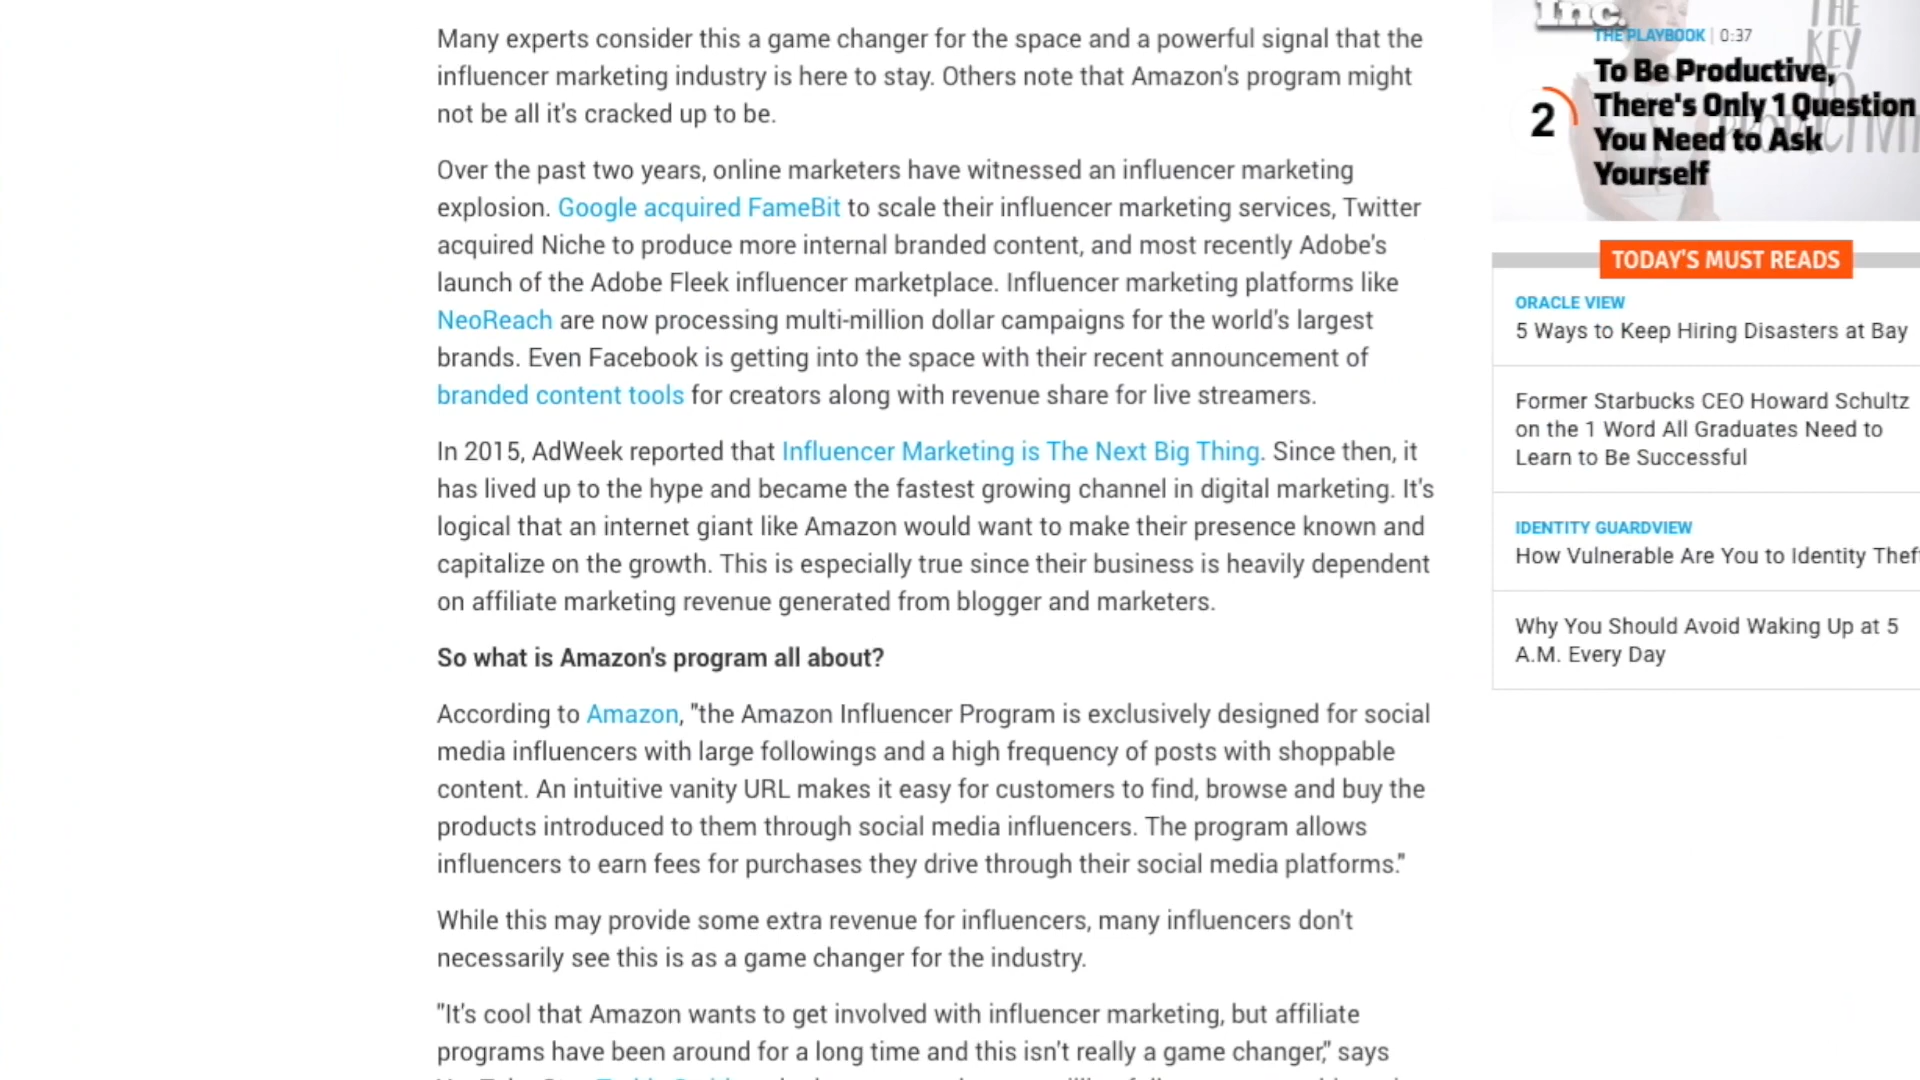 Many experts consider this a game changer for the space and a powerful signal that the
influencer marketing industry is here to stay. Others note that Amazon's program might
not be all it's cracked up to be.
Over the past two years, online marketers have witnessed an influencer marketing
explosion. Google acquired FameBit to scale their influencer marketing services, Twitter
acquired Niche to produce more internal branded content, and most recently Adobe's
launch of the Adobe Fleek influencer marketplace. Influencer marketing platforms like
NeoReach are now processing multi-million dollar campaigns for the world's largest
brands. Even Facebook is getting into the space with their recent announcement of
branded content tools for creators along with revenue share for live streamers.
In 2015, AdWeek reported that Influencer Marketing is The Next Big Thing. Since then, it
has lived up to the hype and became the fastest growing channel in digital marketing. It's
logical that an internet giant like Amazon would want to make their presence known and
capitalize on the growth. This is especially true since their business is heavily dependent
on affiliate marketing revenue generated from blogger and marketers.
So what is Amazon's program all about?
According to Amazon, "the Amazon Influencer Program is exclusively designed for social
media influencers with large followings and a high frequency of posts with shoppable
content. An intuitive vanity URL makes it easy for customers to find, browse and buy the
products introduced to them through social media influencers. The program allows
influencers to earn fees for purchases they drive through their social media platforms."
While this may provide some extra revenue for influencers, many influencers don't
necessarily see this is as a game changer for the industry.
"It's cool that Amazon wants to get involved with influencer marketing, but affiliate
programs have been around for a long time and this isn't really a game changer," says
Inc.
THE PLAYBOOK | 0:37
To Be Productive,
There's Only 1 Question
You Need to Ask
Yourself
2
THE
KEY
TO
TODAY'S MUST READS
ORACLE VIEW
5 Ways to Keep Hiring Disasters at Bay
Former Starbucks CEO Howard Schultz
on the 1 Word All Graduates Need to
Learn to Be Successful
IDENTITY GUARDVIEW
How Vulnerable Are You to Identity Thef
Why You Should Avoid Waking Up at 5
A.M. Every Day